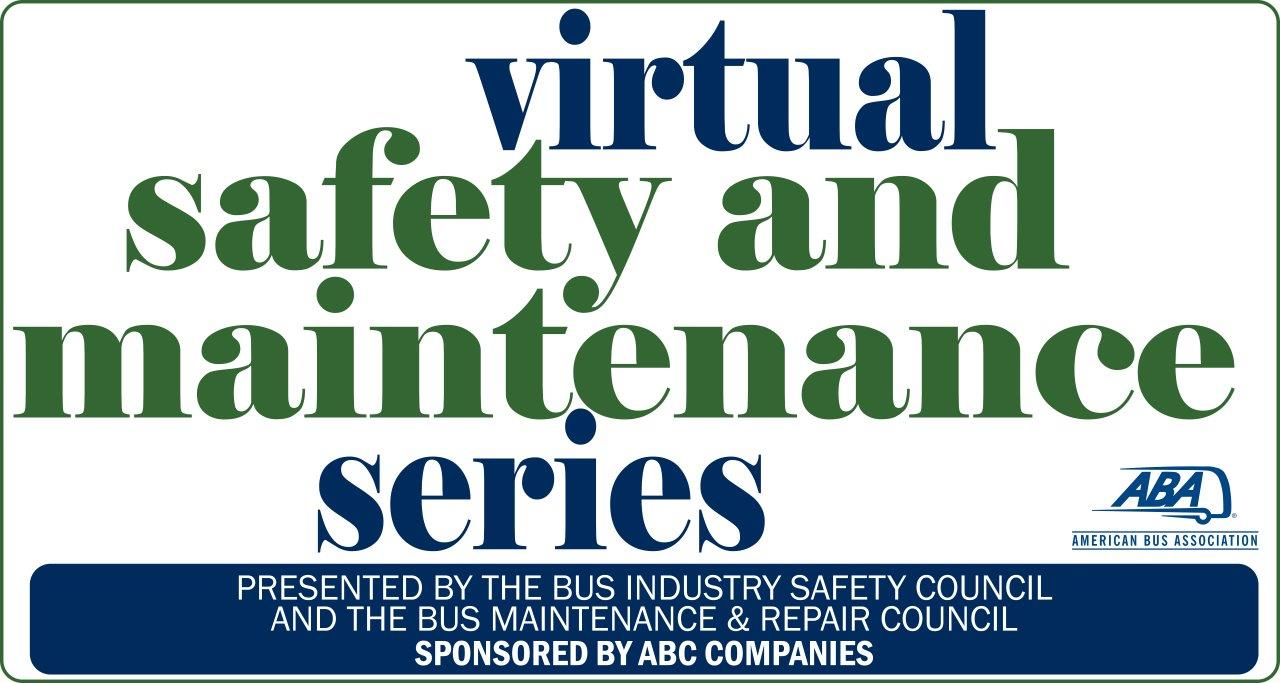 virtual
safety and
maintenance
series
ABA
AMERICAN BUS ASSOCIATION
PRESENTED BY THE BUS INDUSTRY SAFETY COUNCIL
AND THE BUS MAINTENANCE & REPAIR COUNCIL
SPONSORED BY ABC COMPANIES